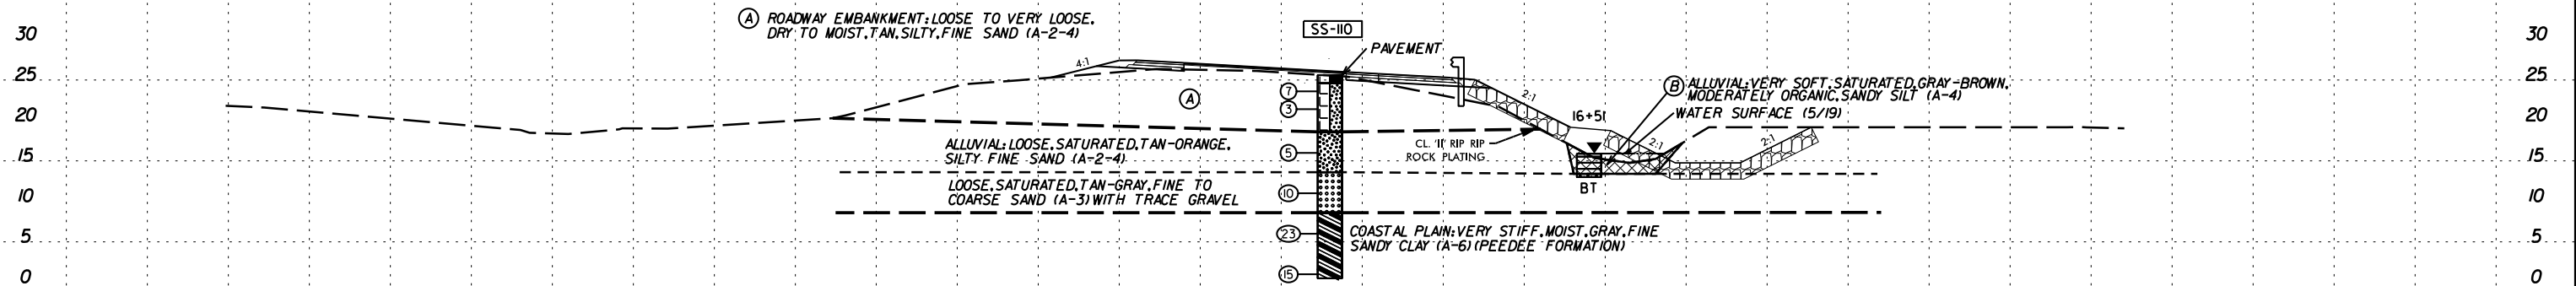 30
25
20
15
10
5
0
A ROADWAY EMBANKMENT: LOOSE TO VERY LOOSE,
DRY TO MOIST, TAN, SILTY, FINE SAND (A-2-4)
4:1
A
ALLUVIAL: LOOSE, SATURATED, TAN-ORANGE,
SILTY FINE SAND (A-2-4)
LOOSE, SATURATED, TAN-GRAY, FINE TO
COARSE SAND (A-3) WITH TRACE GRAVEL
SS-110
PAVEMENT
7
3
5
10
23
15
COASTAL PLAIN: VERY STIFF, MOIST, GRAY, FINE
SANDY CLAY (A-6) (PEEDEE FORMATION)
CL. 'II' RIP RIP
ROCK PLATING
2:1
16+51
BT
B ALLUVIAL: VERY SOFT, SATURATED, GRAY-BROWN,
MODERATELY ORGANIC, SANDY SILT (A-4)
WATER SURFACE (5/19)
2:1
2:1
30
25
20
15
10
5
0